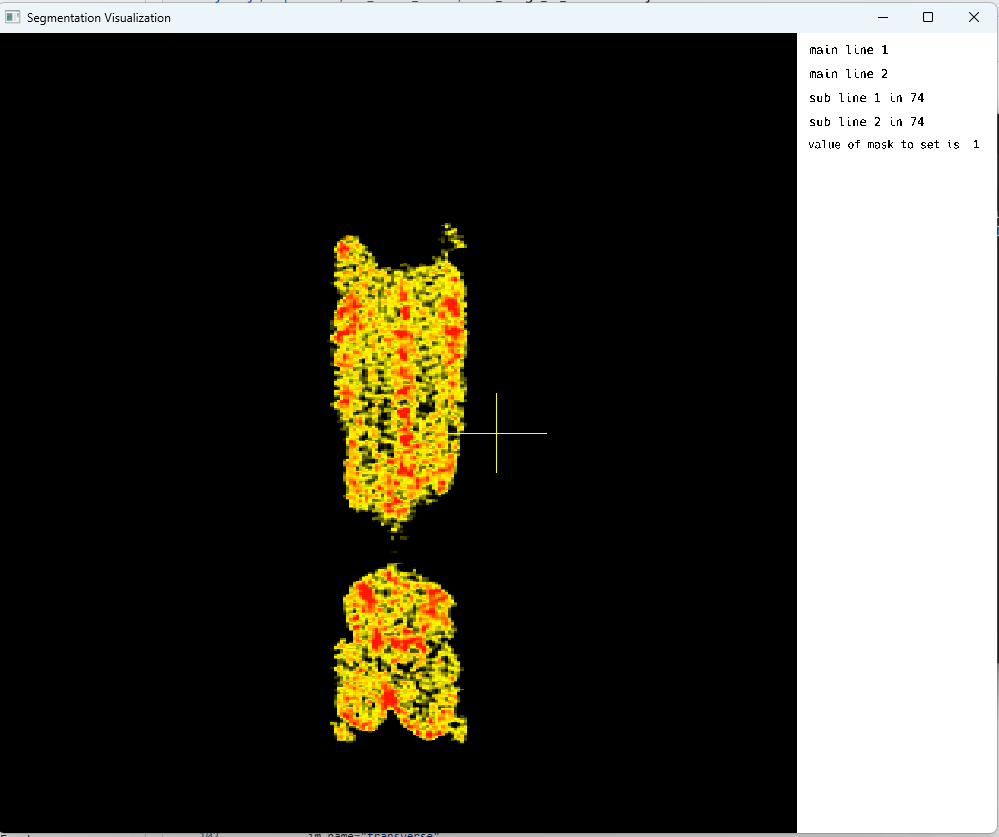 Segmentation Visualization
main line 1
main line 2
sub line 1 in 74
sub line 2 in 74
value of mask to set is 1